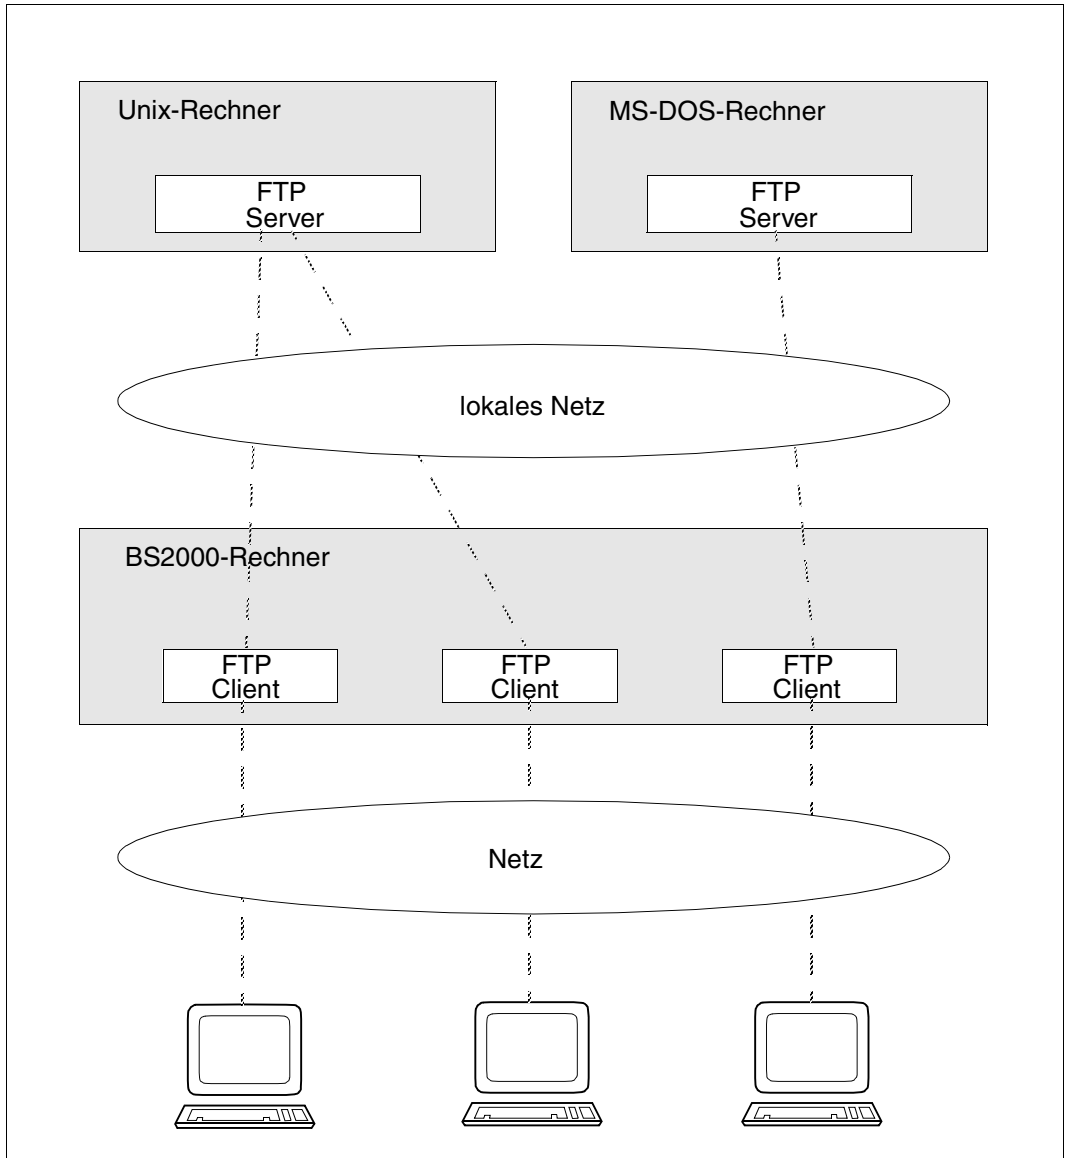 Unix-Rechner
MS-DOS-Rechner
FTP
Server
FTP
Server
lokales Netz
BS2000-Rechner
FTP
Client
FTP
Client
FTP
Client
Netz